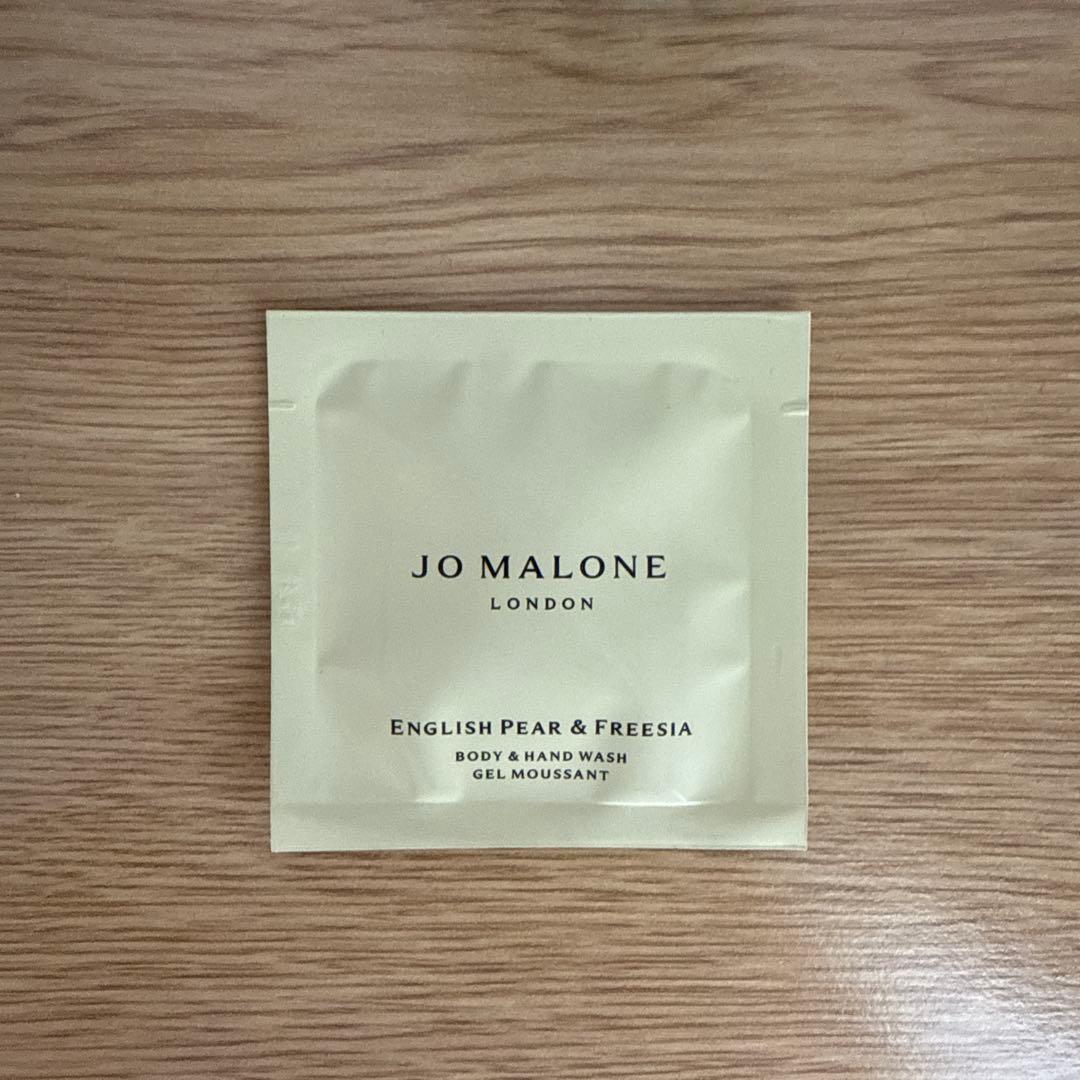 JO MALONE
LONDON
ENGLISH PEAR & FREESIA
BODY & HAND WASH
GEL MOUSSANT